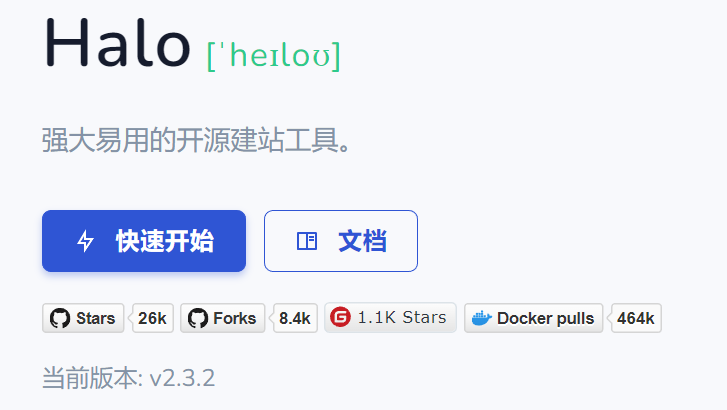 Halo [ˈheɪloʊ]
强大易用的开源建站工具。
快速开始 文档
Stars 26k Forks 8.4k G 1.1K Stars Docker pulls 464k
当前版本: v2.3.2